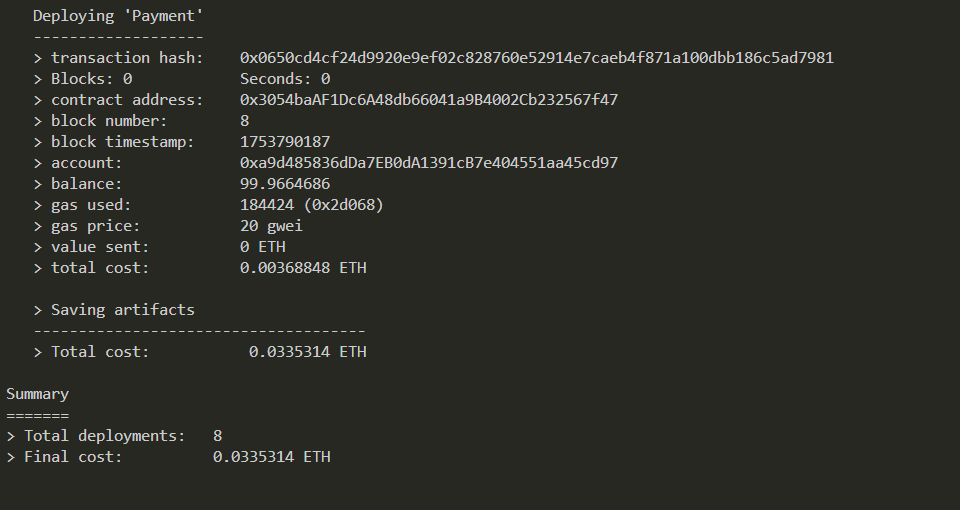 Deploying 'Payment'
-------------------
> transaction hash:    0x0650cd4cf24d9920e9ef02c828760e52914e7caeb4f871a100dbb186c5ad7981
> Blocks: 0            Seconds: 0
> contract address:    0x3054baAF1Dc6A48db66041a9B4002Cb232567f47
> block number:        8
> block timestamp:     1753790187
> account:             0xa9d485836dDa7EB0dA1391cB7e404551aa45cd97
> balance:             99.9664686
> gas used:            184424 (0x2d068)
> gas price:           20 gwei
> value sent:          0 ETH
> total cost:          0.00368848 ETH
> Saving artifacts
-------------------------------------
> Total cost:           0.0335314 ETH
Summary
=======
> Total deployments:   8
> Final cost:          0.0335314 ETH